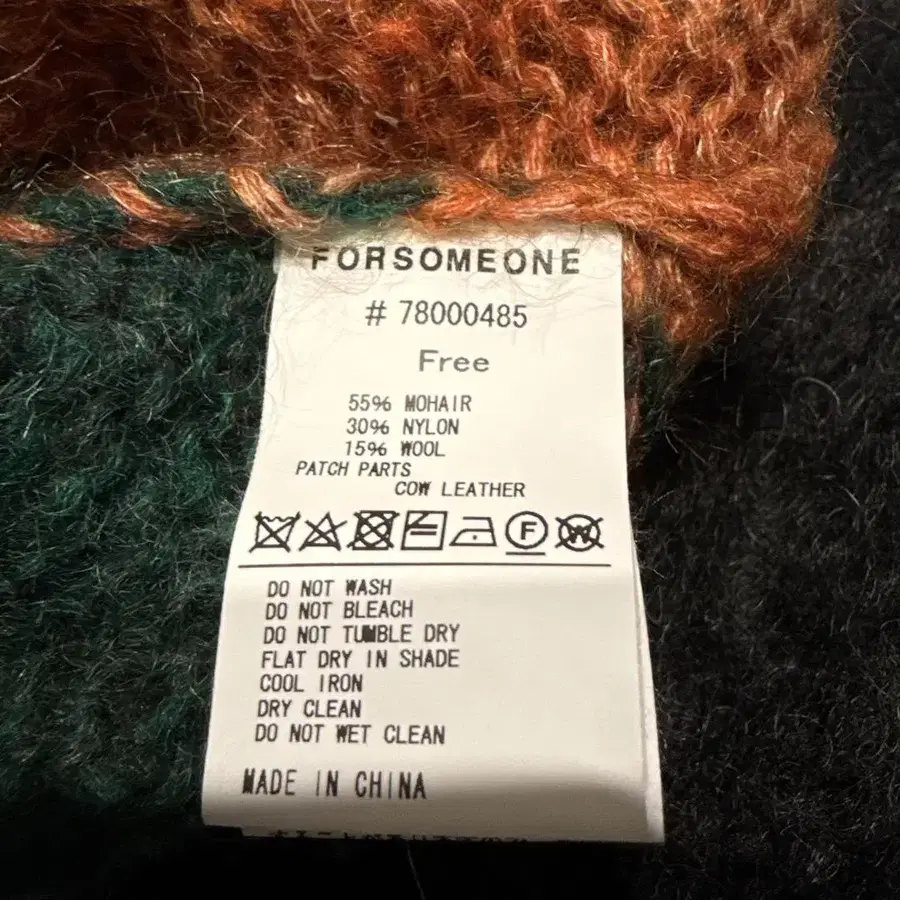 FORSOMEONE
# 78000485
Free
55% MOHAIR
30% NYLON
15% WOOL
PATCH PARTS
COW LEATHER
F W
DO NOT WASH
DO NOT BLEACH
DO NOT TUMBLE DRY
FLAT DRY IN SHADE
COOL IRON
DRY CLEAN
DO NOT WET CLEAN
MADE IN CHINA